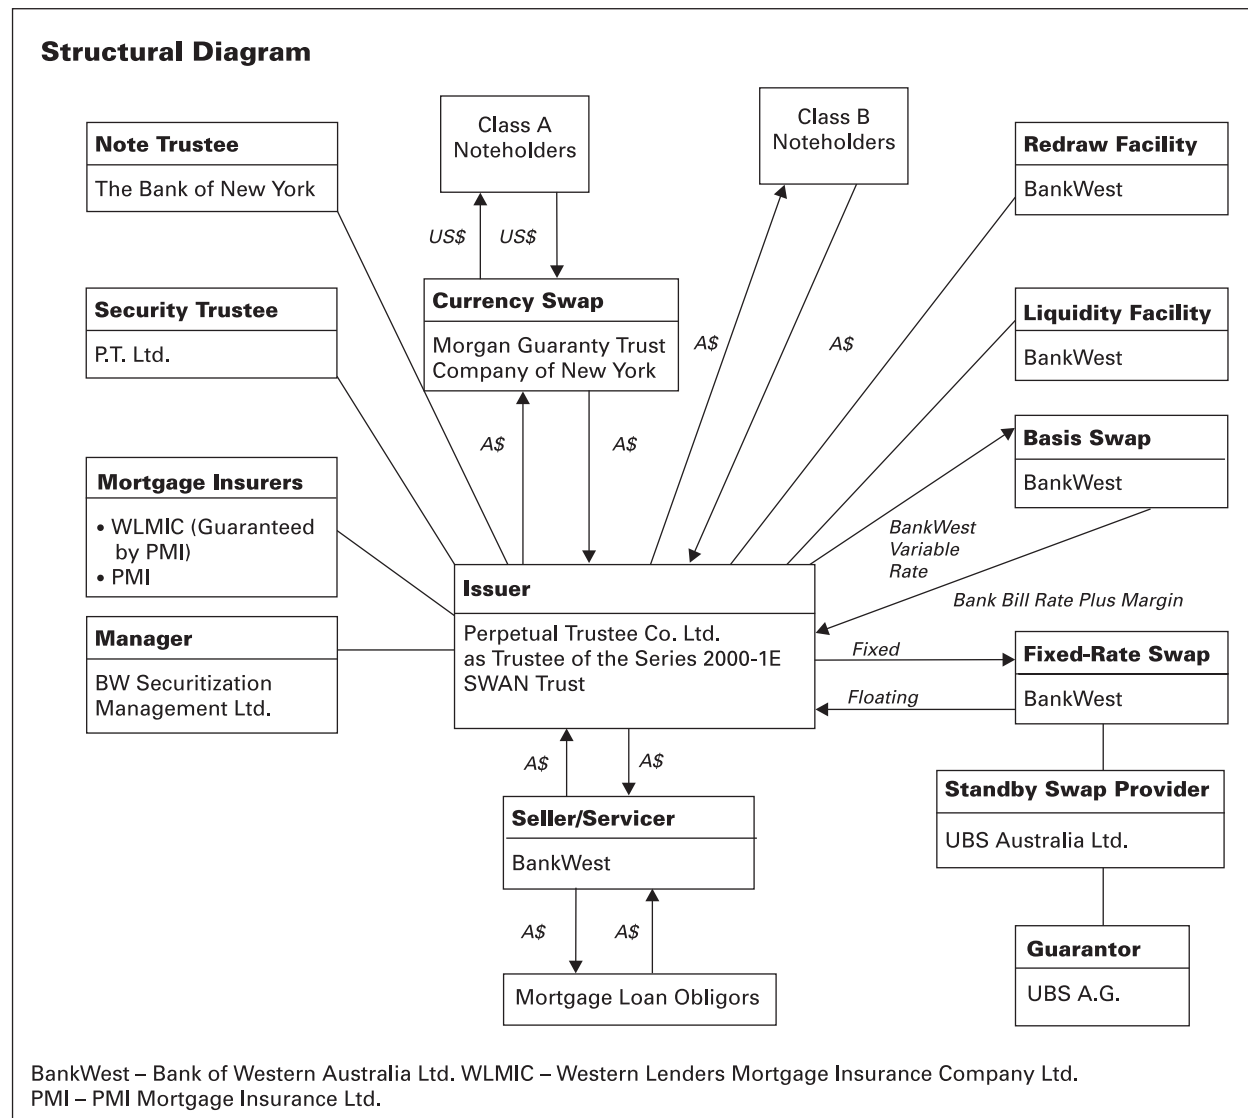 Structural Diagram
Class A
Noteholders
Class B
Noteholders
Note Trustee
The Bank of New York
Redraw Facility
BankWest
US$
US$
Security Trustee
P.T. Ltd.
Currency Swap
Morgan Guaranty Trust
Company of New York
A$
A$
Liquidity Facility
BankWest
A$
A$
Basis Swap
BankWest
Mortgage Insurers
• WLMIC (Guaranteed
by PMI)
• PMI
BankWest
Variable
Rate
Bank Bill Rate Plus Margin
Issuer
Perpetual Trustee Co. Ltd.
as Trustee of the Series 2000-1E
SWAN Trust
Manager
BW Securitization
Management Ltd.
Fixed
Floating
Fixed-Rate Swap
BankWest
A$
A$
Seller/Servicer
BankWest
Standby Swap Provider
UBS Australia Ltd.
A$
A$
Mortgage Loan Obligors
Guarantor
UBS A.G.
BankWest – Bank of Western Australia Ltd. WLMIC – Western Lenders Mortgage Insurance Company Ltd.
PMI – PMI Mortgage Insurance Ltd.